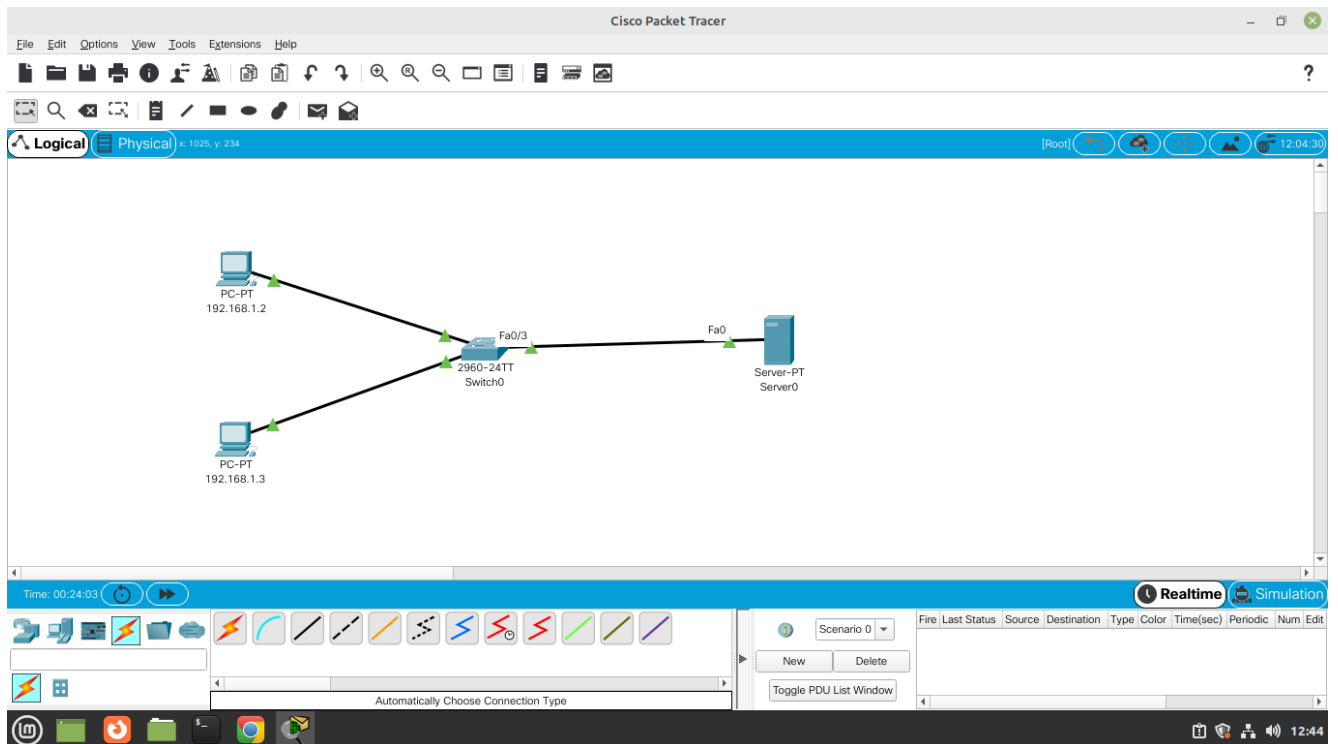 Cisco Packet Tracer
File Edit Options View Tools Extensions Help
?
Logical Physical x: 1025, y: 234 [Root] 12:04:30
PC-PT
192.168.1.2
Fa0/3
Fa0
2960-24TT
Switch0
Server-PT
Server0
PC-PT
192.168.1.3
Time: 00:24:03 Realtime Simulation
Scenario 0
New Delete
Toggle PDU List Window
Fire Last Status Source Destination Type Color Time(sec) Periodic Num Edit
Automatically Choose Connection Type
12:44